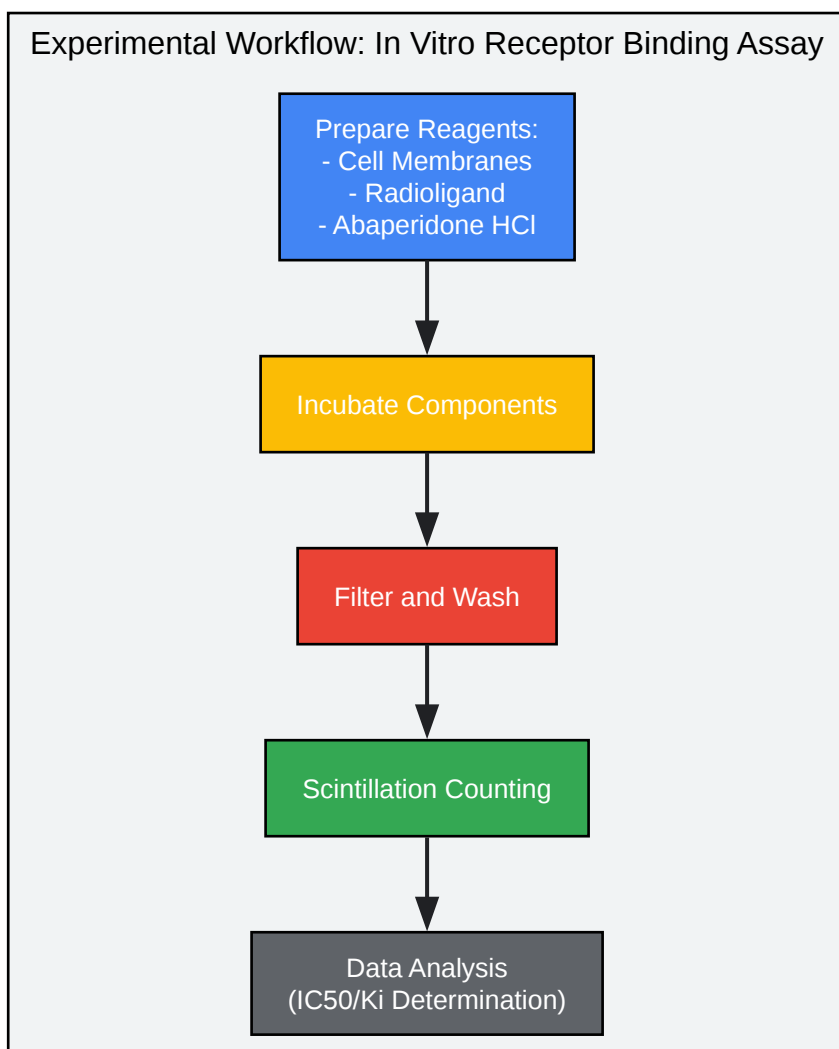 Experimental Workflow: In Vitro Receptor Binding Assay
Prepare Reagents:
- Cell Membranes
- Radioligand
- Abaperidone HCl
Incubate Components
Filter and Wash
Scintillation Counting
Data Analysis
(IC50/Ki Determination)